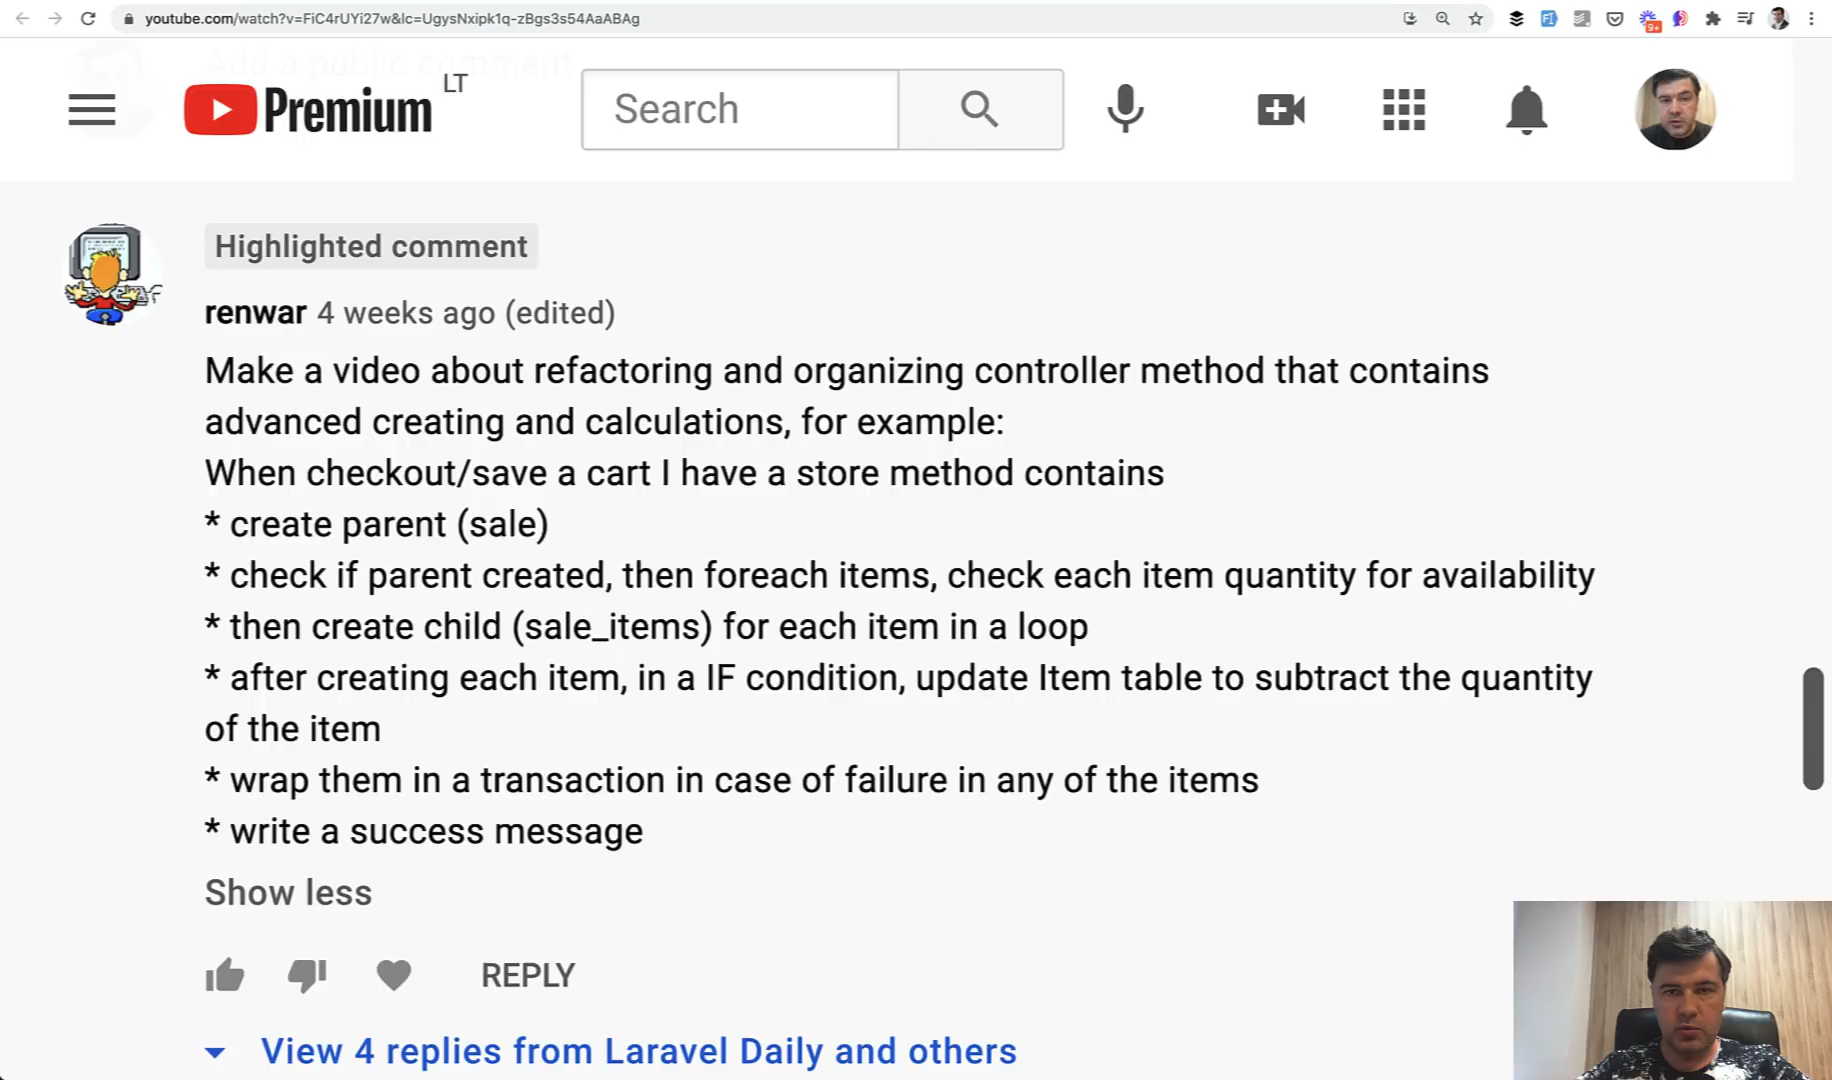 youtube.com/watch?v=FiC4rUYi27w&lc=UgysNxipk1q-zBgs3s54AaABAg
9+
Add a public comment
Premium LT
Search
Highlighted comment
renwar 4 weeks ago (edited)
Make a video about refactoring and organizing controller method that contains
advanced creating and calculations, for example:
When checkout/save a cart I have a store method contains
* create parent (sale)
* check if parent created, then foreach items, check each item quantity for availability
* then create child (sale_items) for each item in a loop
* after creating each item, in a IF condition, update Item table to subtract the quantity
of the item
* wrap them in a transaction in case of failure in any of the items
* write a success message
Show less
REPLY
View 4 replies from Laravel Daily and others